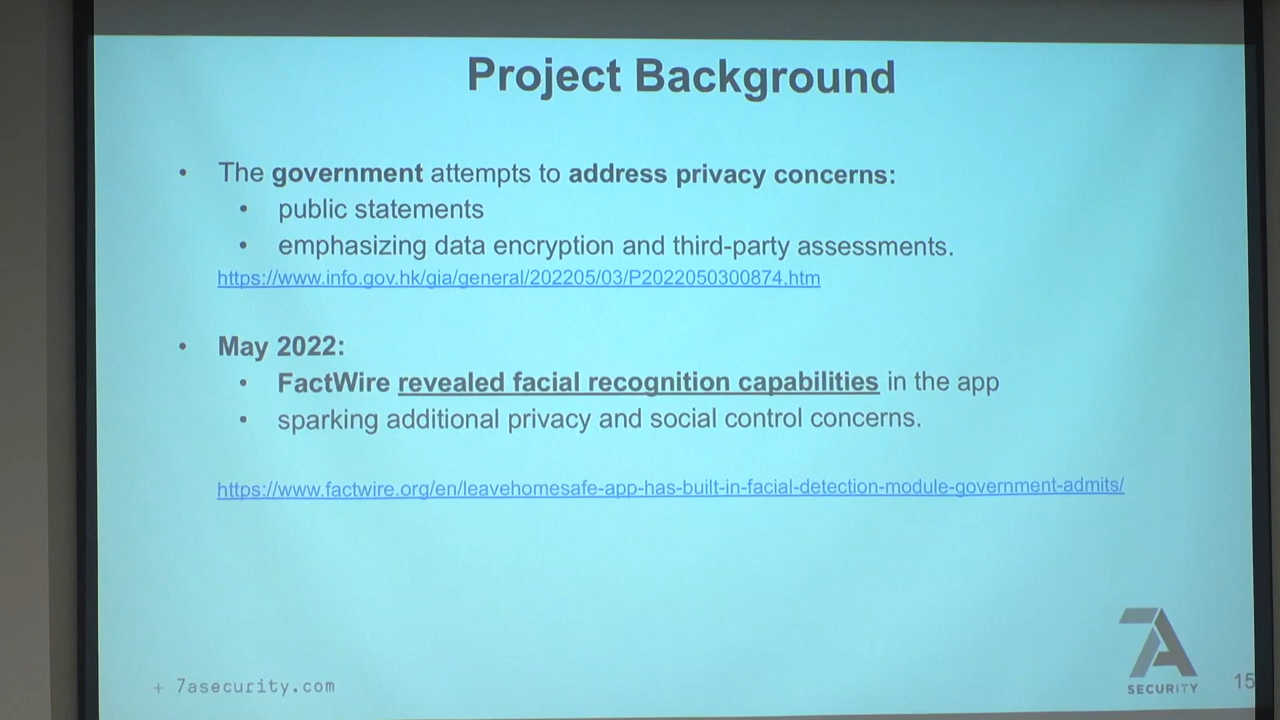 Project Background
• The government attempts to address privacy concerns:
• public statements
• emphasizing data encryption and third-party assessments.
https://www.info.gov.hk/gia/general/202205/03/P2022050300874.htm
• May 2022:
• FactWire revealed facial recognition capabilities in the app
• sparking additional privacy and social control concerns.
https://www.factwire.org/en/leavehomesafe-app-has-built-in-facial-detection-module-government-admits/
+ 7asecurity.com
7A
SECURITY
15